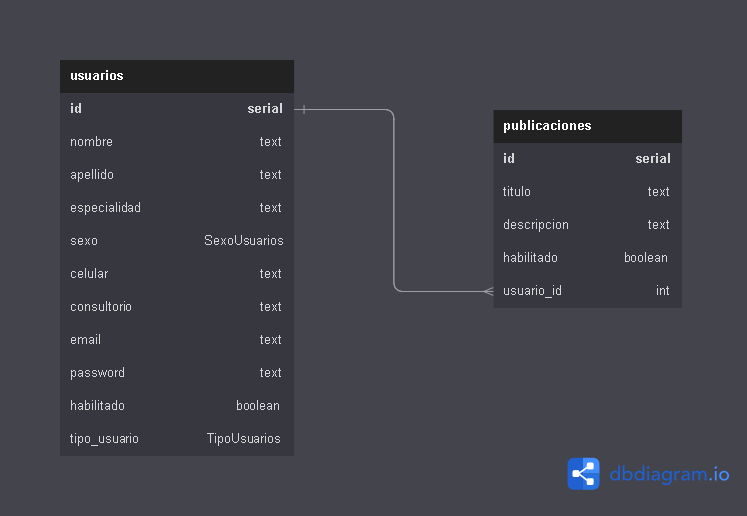 usuarios
id serial
nombre text
apellido text
especialidad text
sexo SexoUsuarios
celular text
consultorio text
email text
password text
habilitado boolean
tipo_usuario TipoUsuarios
publicaciones
id serial
titulo text
descripcion text
habilitado boolean
usuario_id int
dbdiagram.io